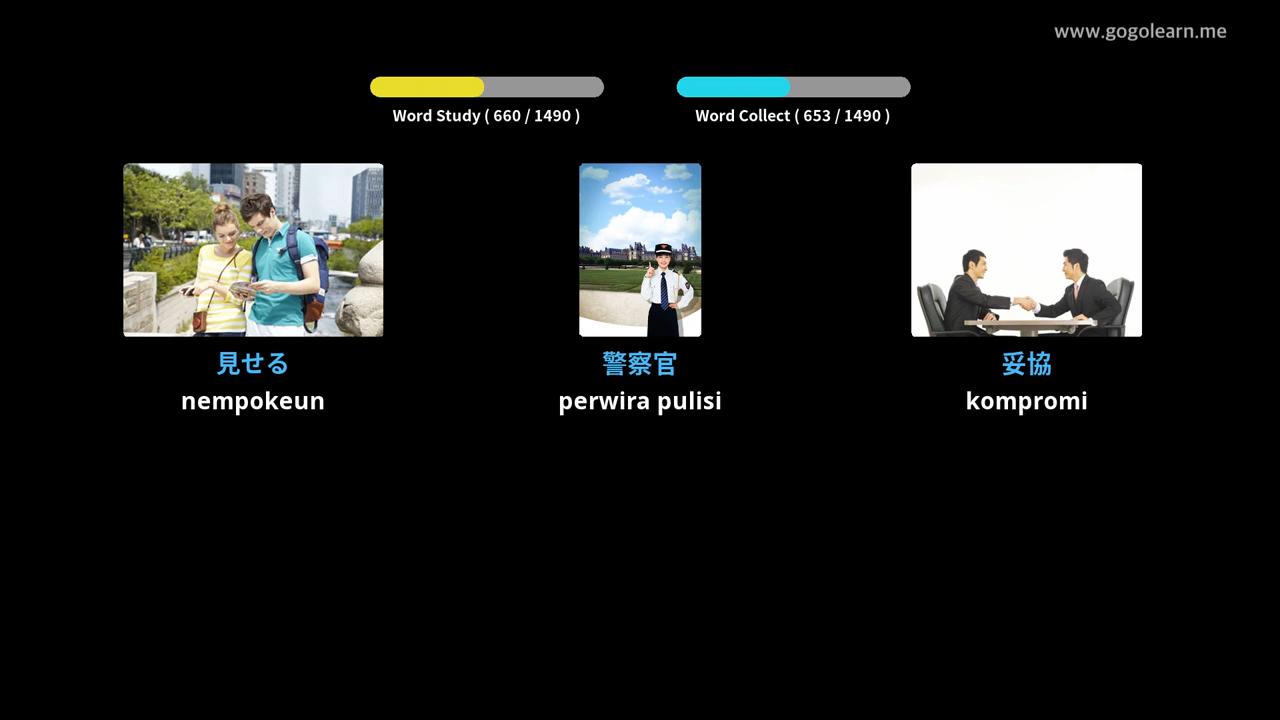 www.gogolearn.me
Word Study ( 660 / 1490 )
Word Collect ( 653 / 1490 )
見せる
nempokeun
警察官
perwira pulisi
妥協
kompromi